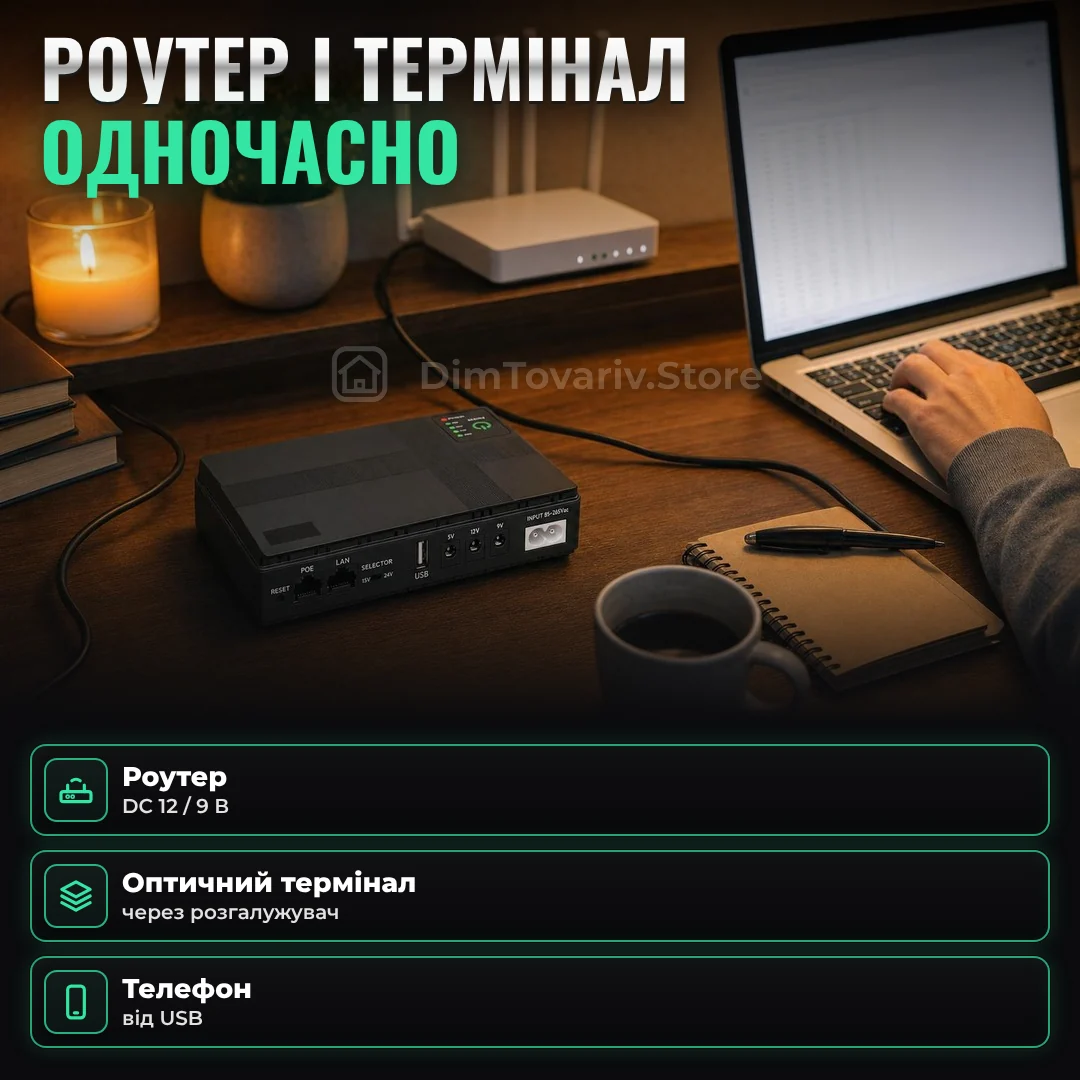 РОУТЕР І ТЕРМІНАЛ
ОДНОЧАСНО
DimTovariv.Store
RESET
POE
LAN
SELECTOR
15V 24V
USB
5V
12V
9V
INPUT 85~265Vac
Роутер
DC 12 / 9 В
Оптичний термінал
через розгалужувач
Телефон
від USB